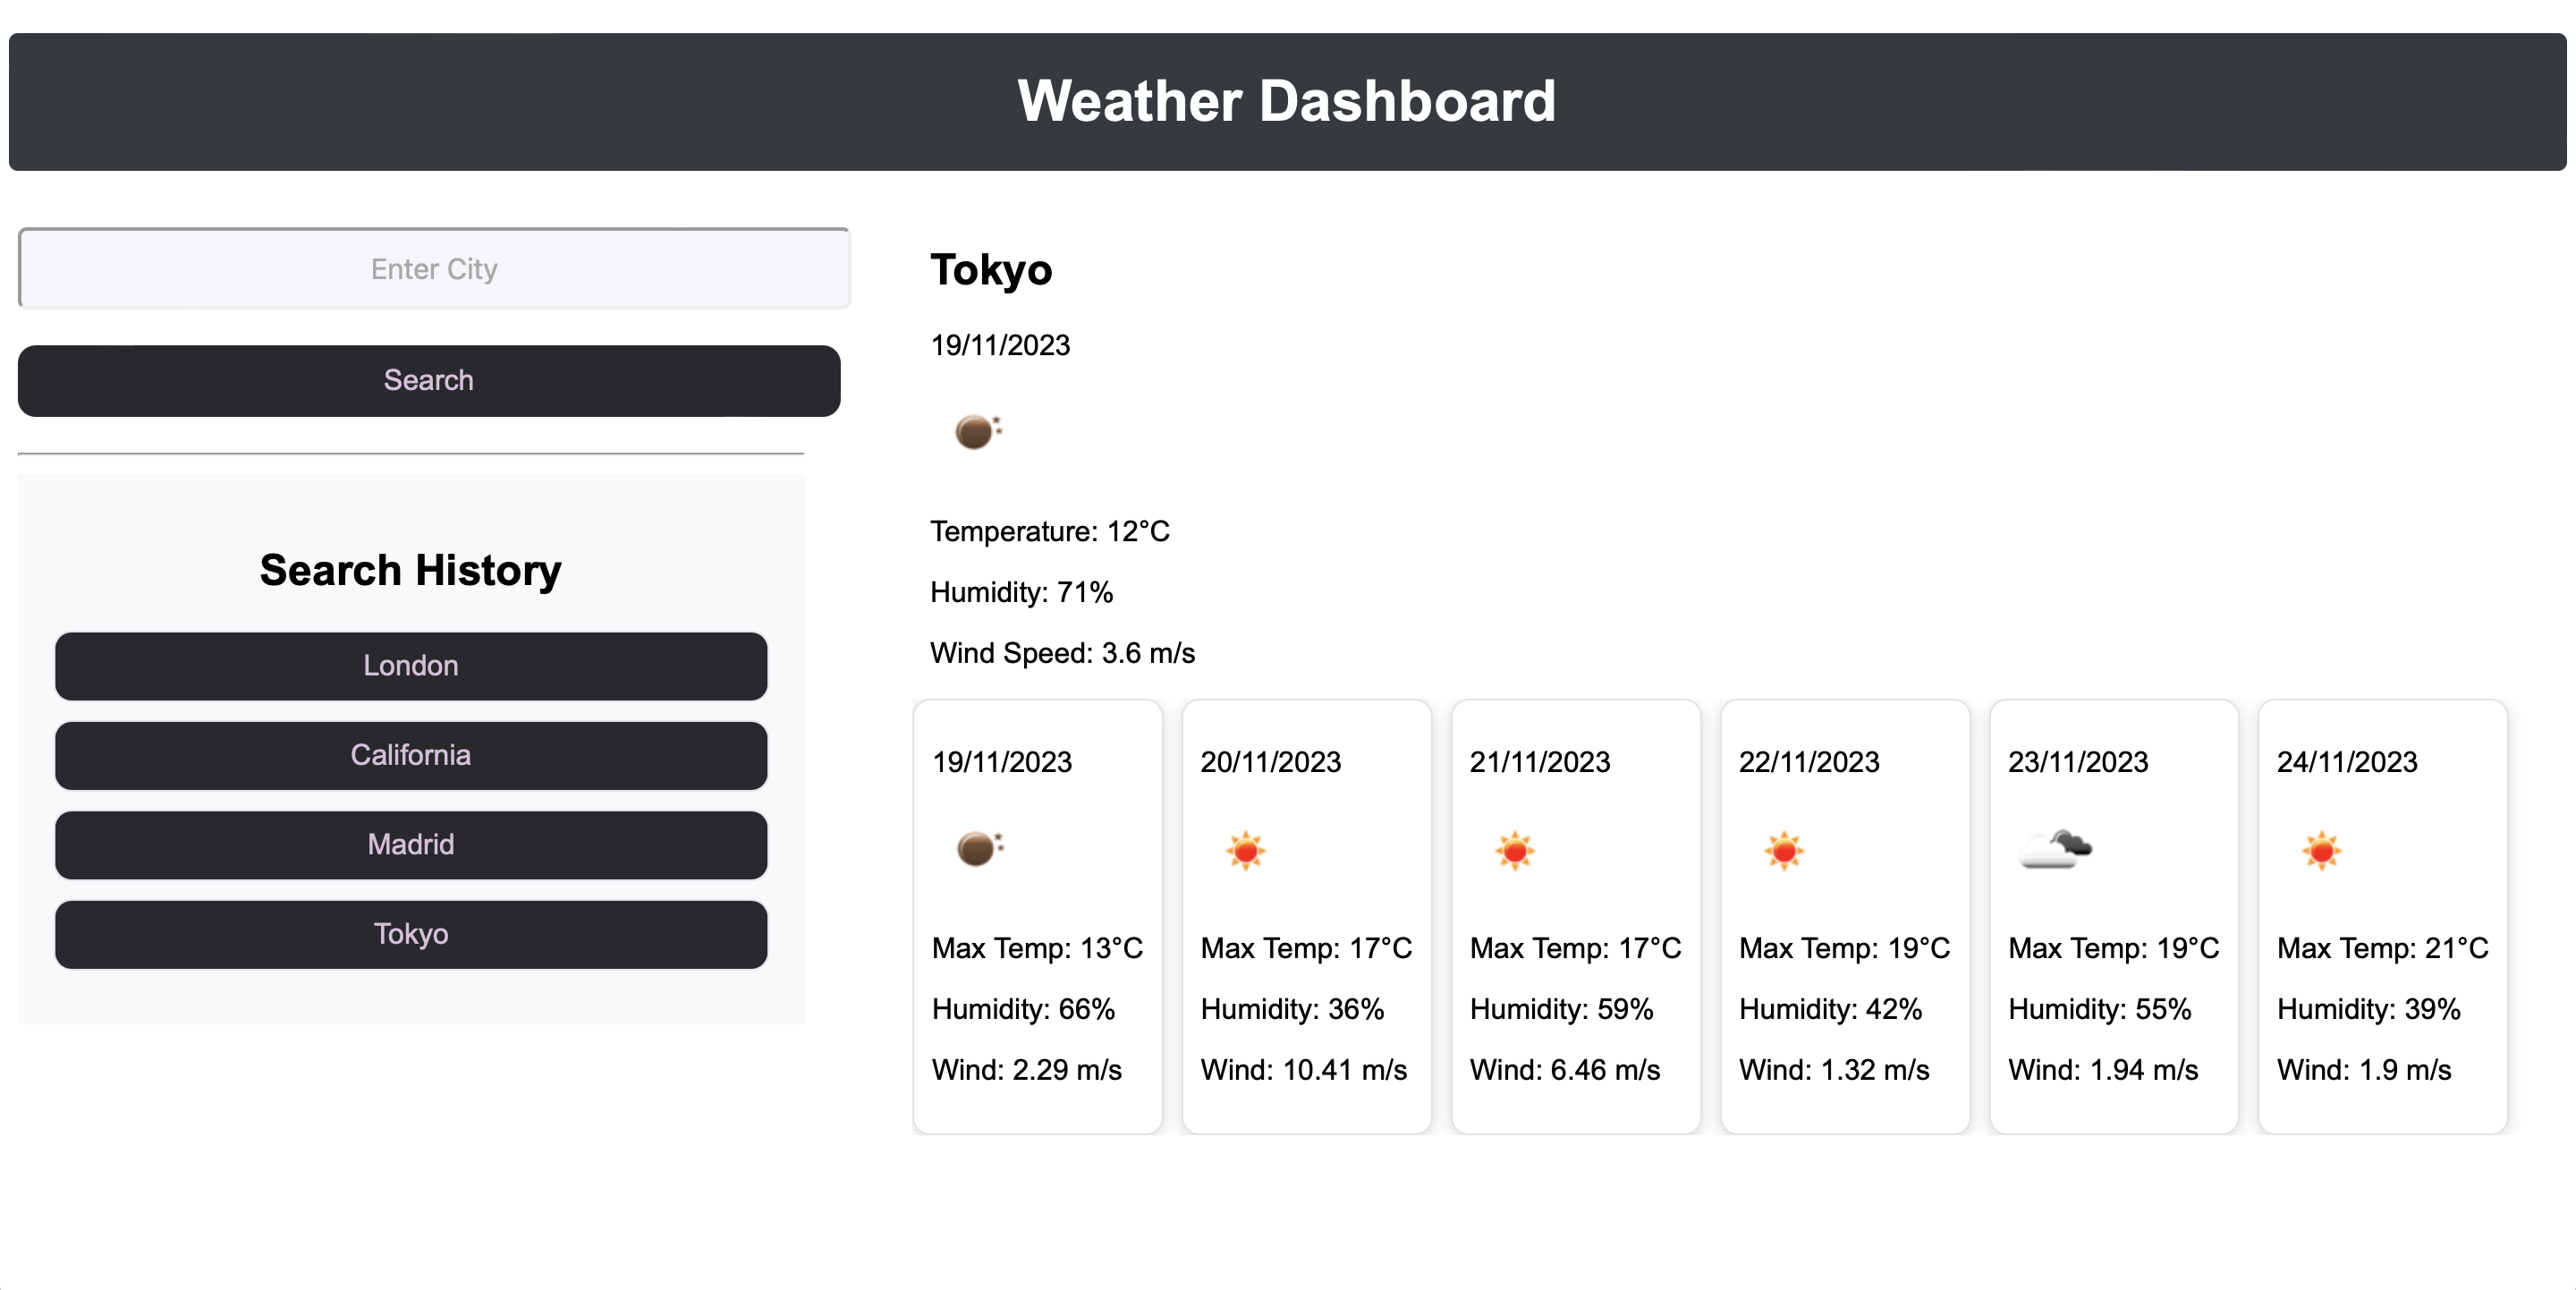 Weather Dashboard
Enter City
Search
Search History
London
California
Madrid
Tokyo
Tokyo
19/11/2023
Temperature: 12°C
Humidity: 71%
Wind Speed: 3.6 m/s
19/11/2023
Max Temp: 13°C
Humidity: 66%
Wind: 2.29 m/s
20/11/2023
Max Temp: 17°C
Humidity: 36%
Wind: 10.41 m/s
21/11/2023
Max Temp: 17°C
Humidity: 59%
Wind: 6.46 m/s
22/11/2023
Max Temp: 19°C
Humidity: 42%
Wind: 1.32 m/s
23/11/2023
Max Temp: 19°C
Humidity: 55%
Wind: 1.94 m/s
24/11/2023
Max Temp: 21°C
Humidity: 39%
Wind: 1.9 m/s